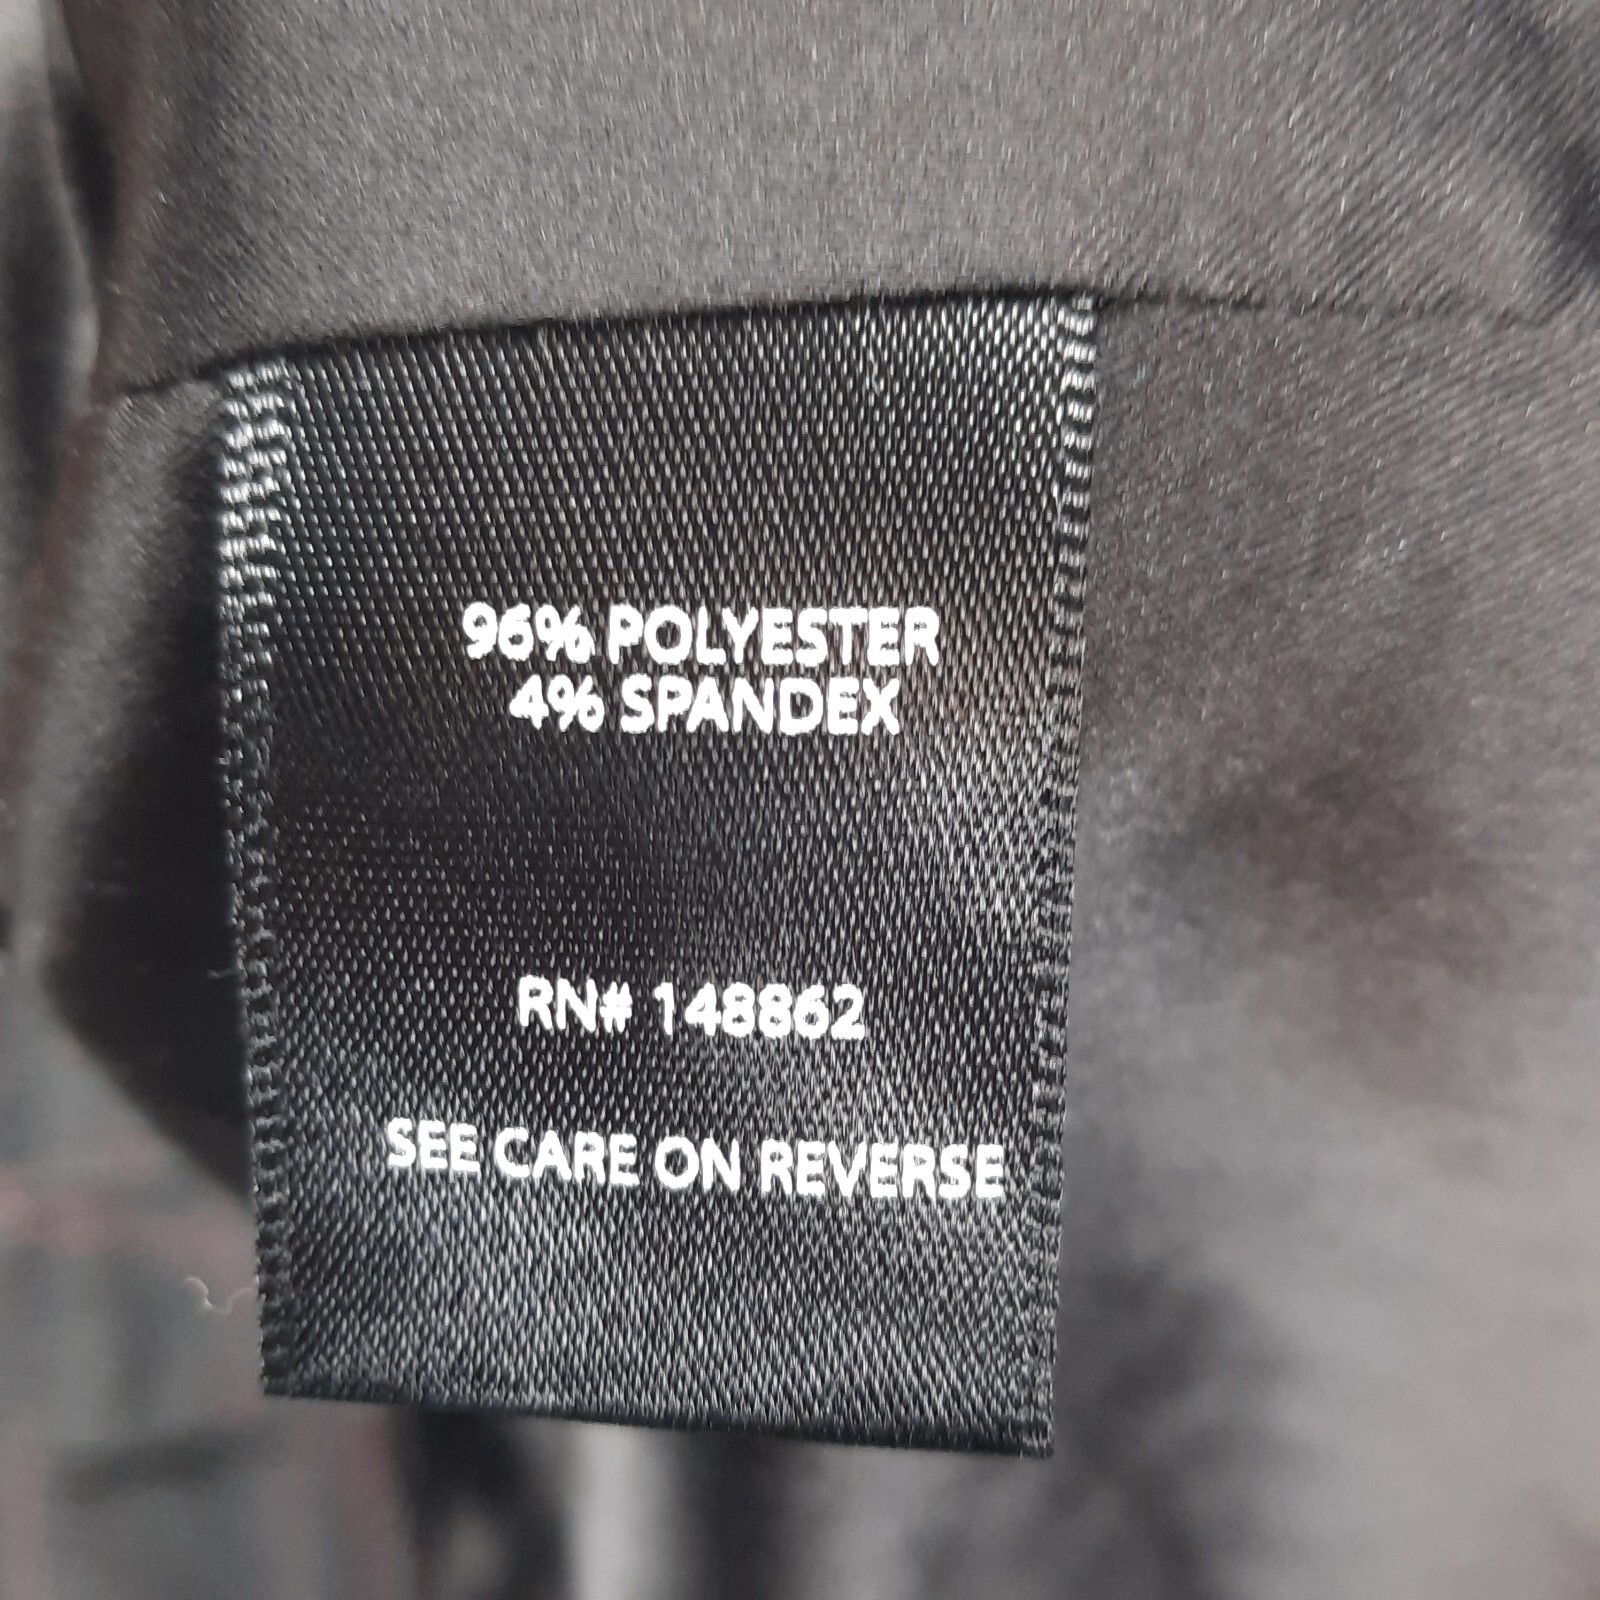 96% POLYESTER
4% SPANDEX
RN# 148862
SEE CARE ON REVERSE